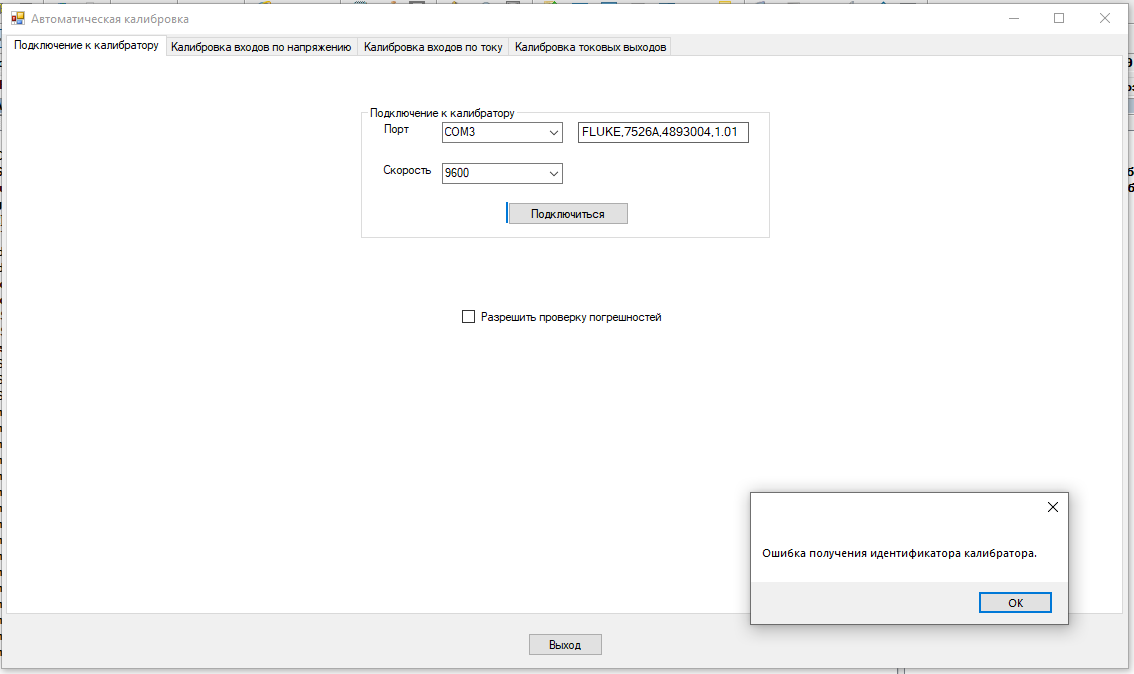 Автоматическая калибровка
Подключение к калибратору
Калибровка входов по напряжению
Калибровка входов по току
Калибровка токовых выходов
Подключение к калибратору
Порт
COM3
FLUKE,7526A,4893004,1.01
Скорость
9600
Подключиться
Разрешить проверку погрешностей
Ошибка получения идентификатора калибратора.
OK
Выход